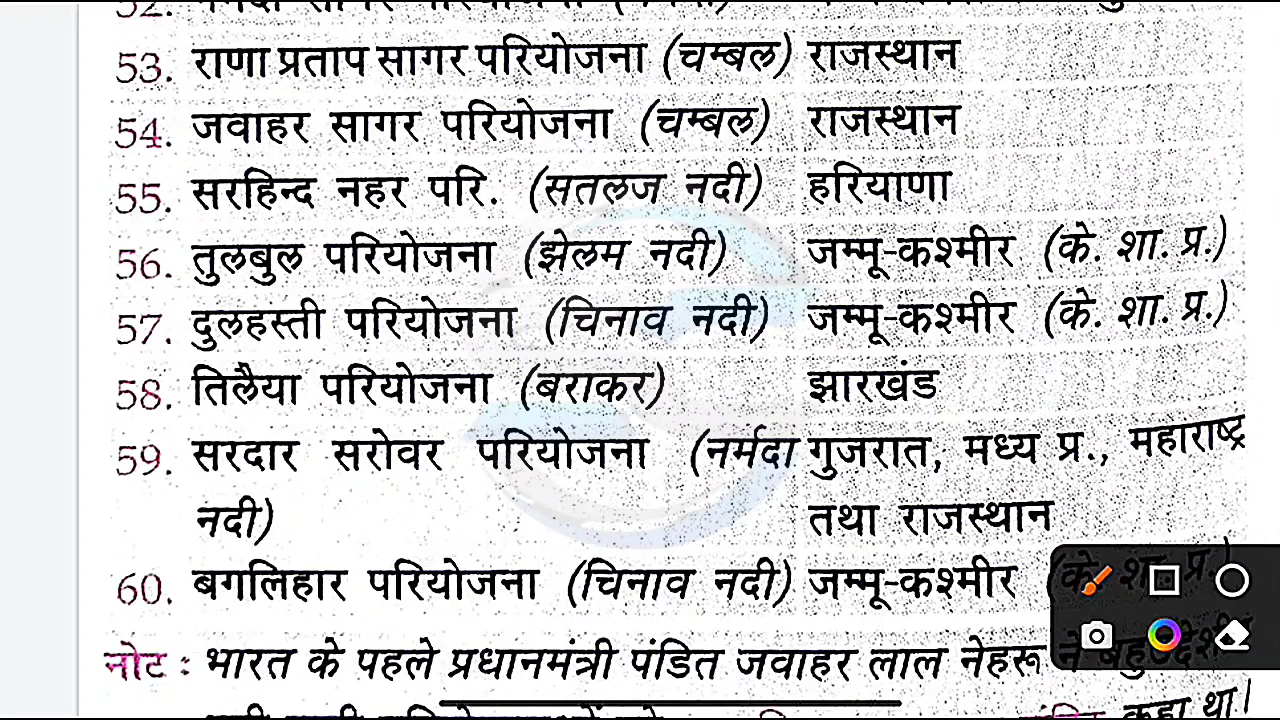 53. राणा प्रताप सागर परियोजना (चम्बल) राजस्थान
54. जवाहर सागर परियोजना (चम्बल) राजस्थान
55. सरहिन्द नहर परि. (सतलज नदी) हरियाणा
56. तुलबुल परियोजना (झेलम नदी) जम्मू-कश्मीर (के. शा. प्र.)
57. दुलहस्ती परियोजना (चिनाव नदी) जम्मू-कश्मीर (के. शा. प्र.)
58. तिलैया परियोजना (बराकर) झारखंड
59. सरदार सरोवर परियोजना (नर्मदा गुजरात, मध्य प्र., महाराष्ट्र
नदी) तथा राजस्थान
60. बगलिहार परियोजना (चिनाव नदी) जम्मू-कश्मीर (के. शा. प्र.)
नोट : भारत के पहले प्रधानमंत्री पंडित जवाहर लाल नेहरू ने बहुउद्देशीय
कहा था।